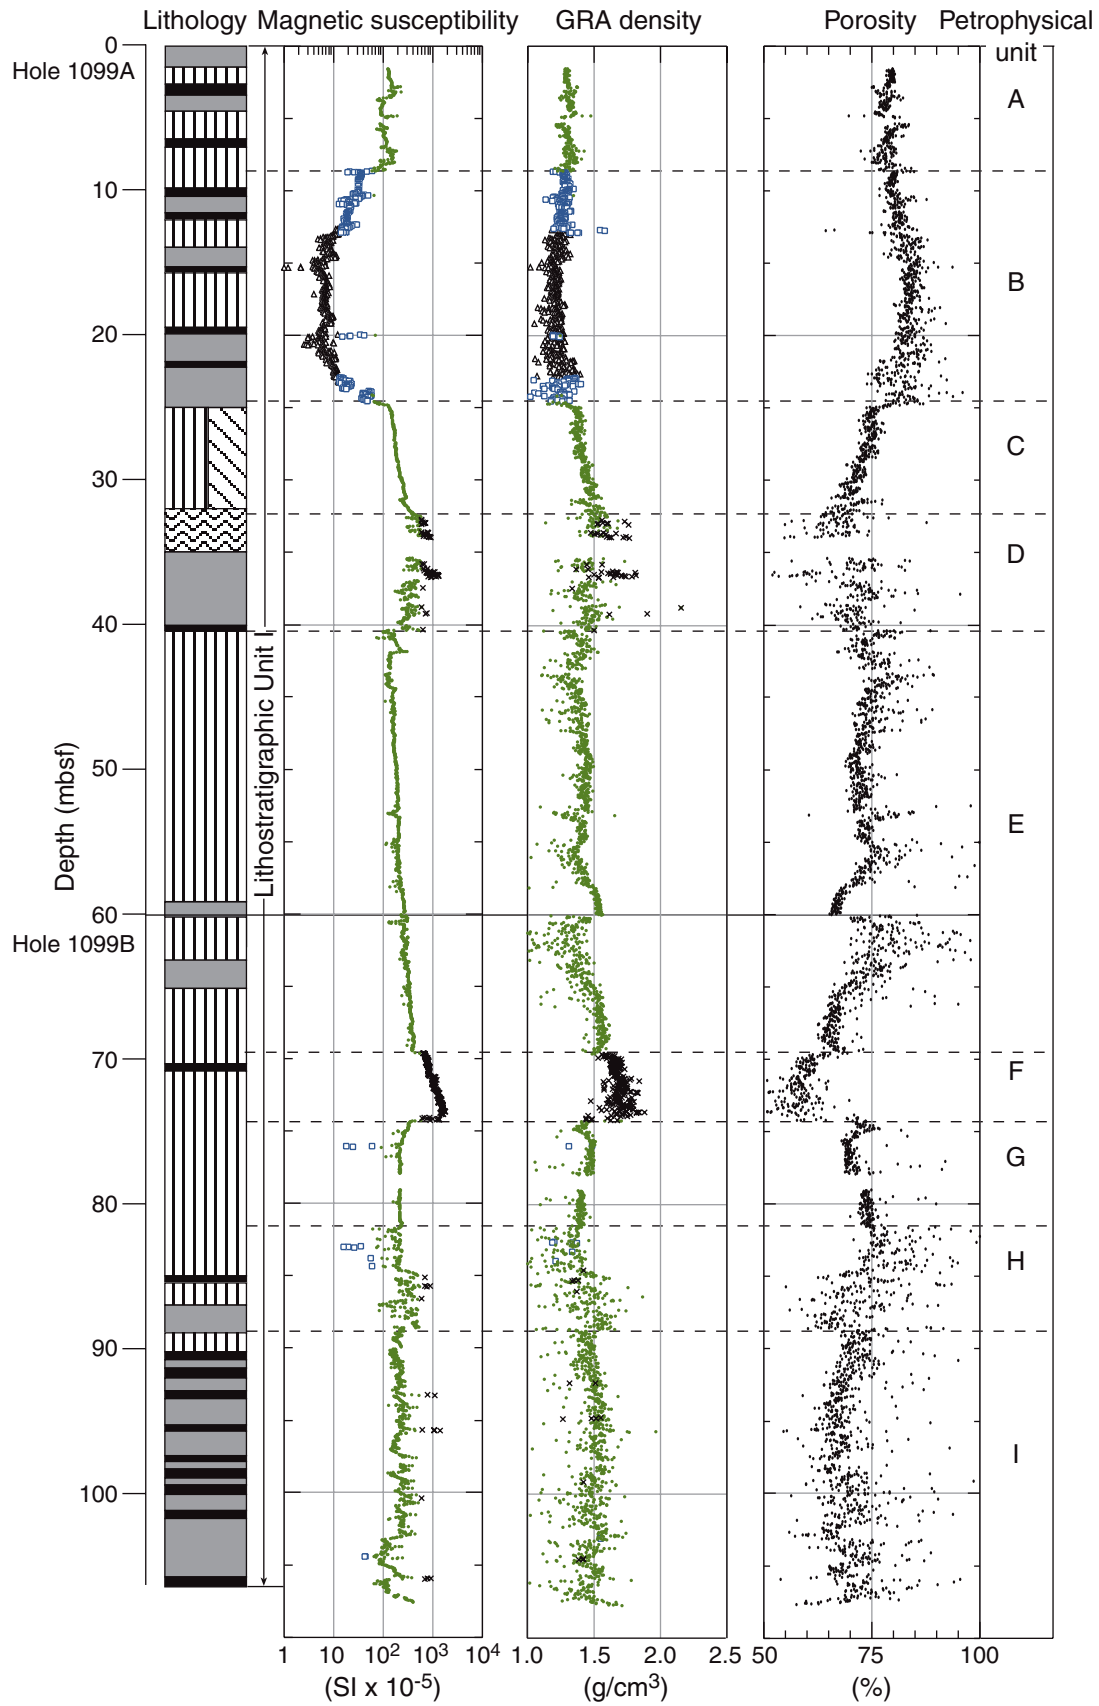 Lithology Magnetic susceptibility GRA density Porosity Petrophysical
unit
0
Hole 1099A
A
10
B
20
C
30
D
40
Lithostratigraphic Unit I
Depth (mbsf)
50
E
60
Hole 1099B
70
F
G
80
H
90
I
100
1 10 10² 10³ 10⁴ 1.0 1.5 2.0 2.5 50 75 100
(SI x 10⁻⁵) (g/cm³) (%)